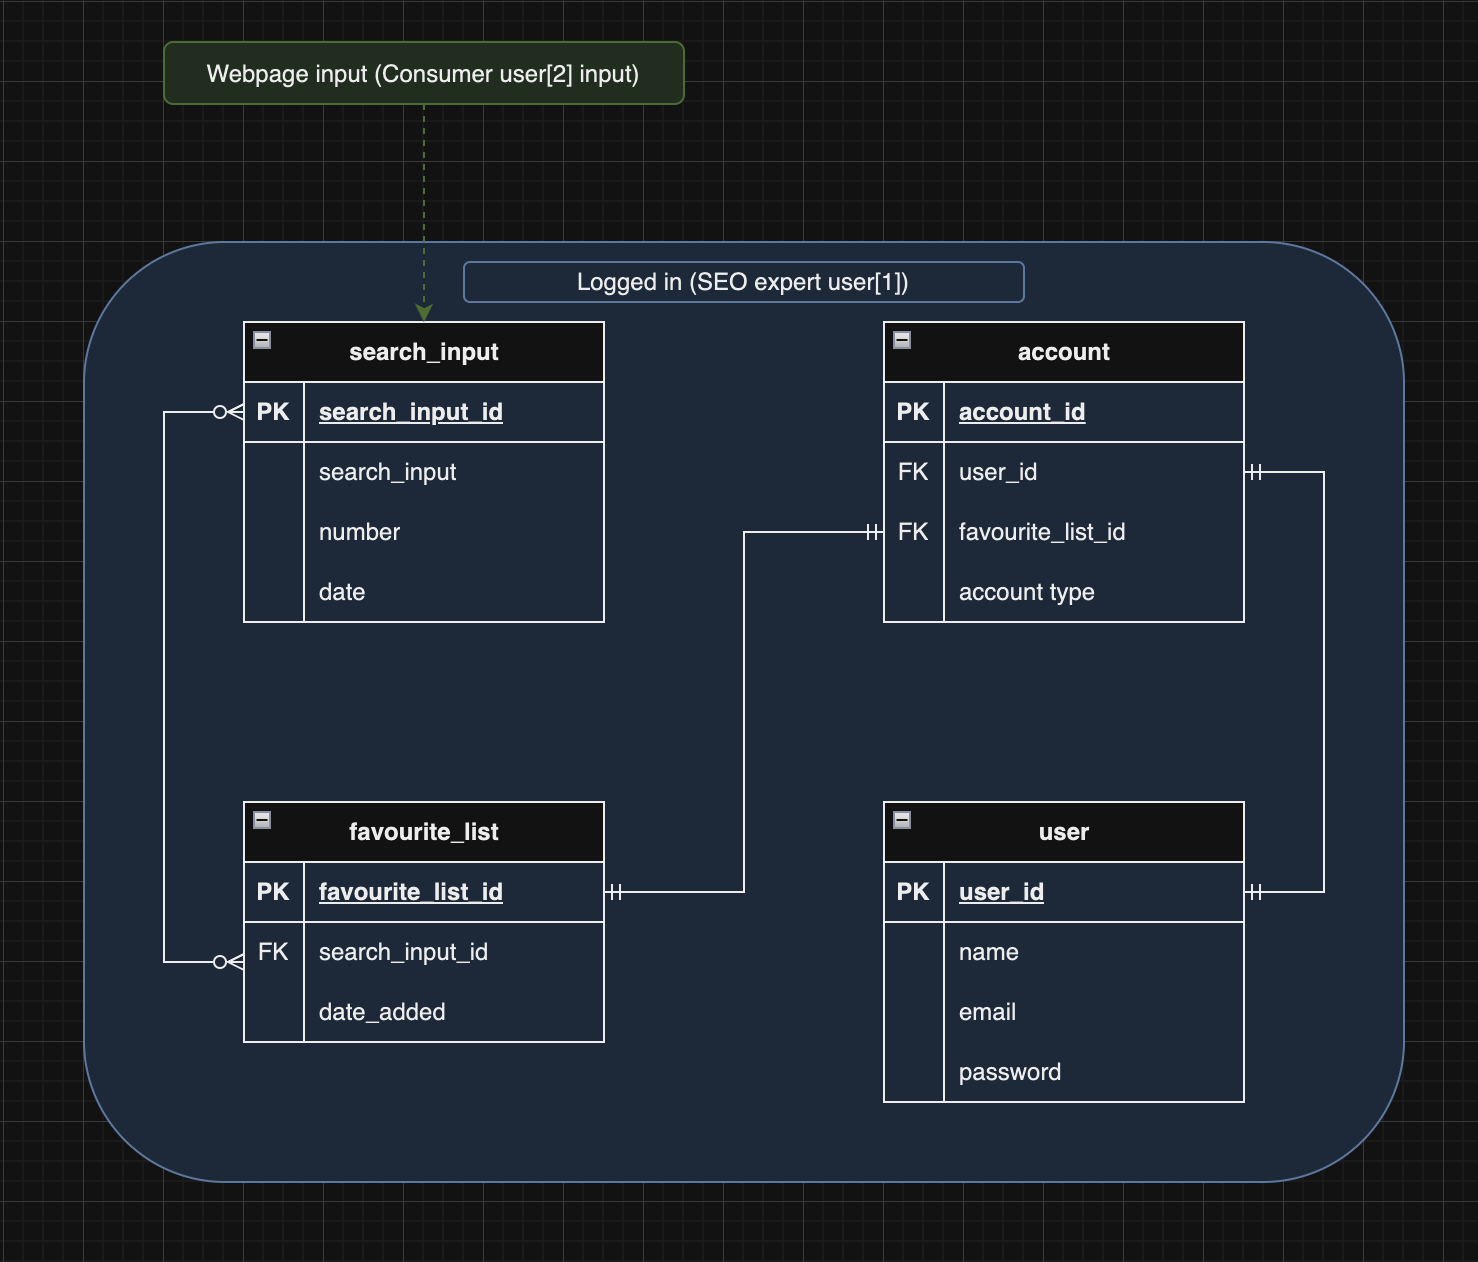 Webpage input (Consumer user[2] input)
Logged in (SEO expert user[1])
search_input
PK search_input_id
search_input
number
date
account
PK account_id
FK user_id
FK favourite_list_id
account type
favourite_list
PK favourite_list_id
FK search_input_id
date_added
user
PK user_id
name
email
password